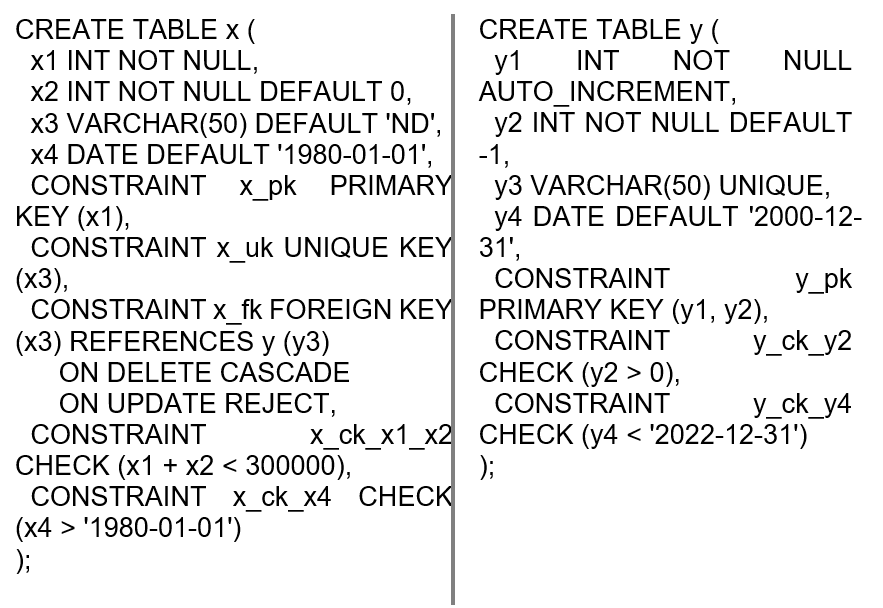 CREATE TABLE x (
x1 INT NOT NULL,
x2 INT NOT NULL DEFAULT 0,
x3 VARCHAR(50) DEFAULT 'ND',
x4 DATE DEFAULT '1980-01-01',
CONSTRAINT x_pk PRIMARY
KEY (x1),
CONSTRAINT x_uk UNIQUE KEY
(x3),
CONSTRAINT x_fk FOREIGN KEY
(x3) REFERENCES y (y3)
ON DELETE CASCADE
ON UPDATE REJECT,
CONSTRAINT x_ck_x1_x2
CHECK (x1 + x2 < 300000),
CONSTRAINT x_ck_x4 CHECK
(x4 > '1980-01-01')
);
CREATE TABLE y (
y1 INT NOT NULL
AUTO_INCREMENT,
y2 INT NOT NULL DEFAULT
-1,
y3 VARCHAR(50) UNIQUE,
y4 DATE DEFAULT '2000-12-
31',
CONSTRAINT y_pk
PRIMARY KEY (y1, y2),
CONSTRAINT y_ck_y2
CHECK (y2 > 0),
CONSTRAINT y_ck_y4
CHECK (y4 < '2022-12-31')
);